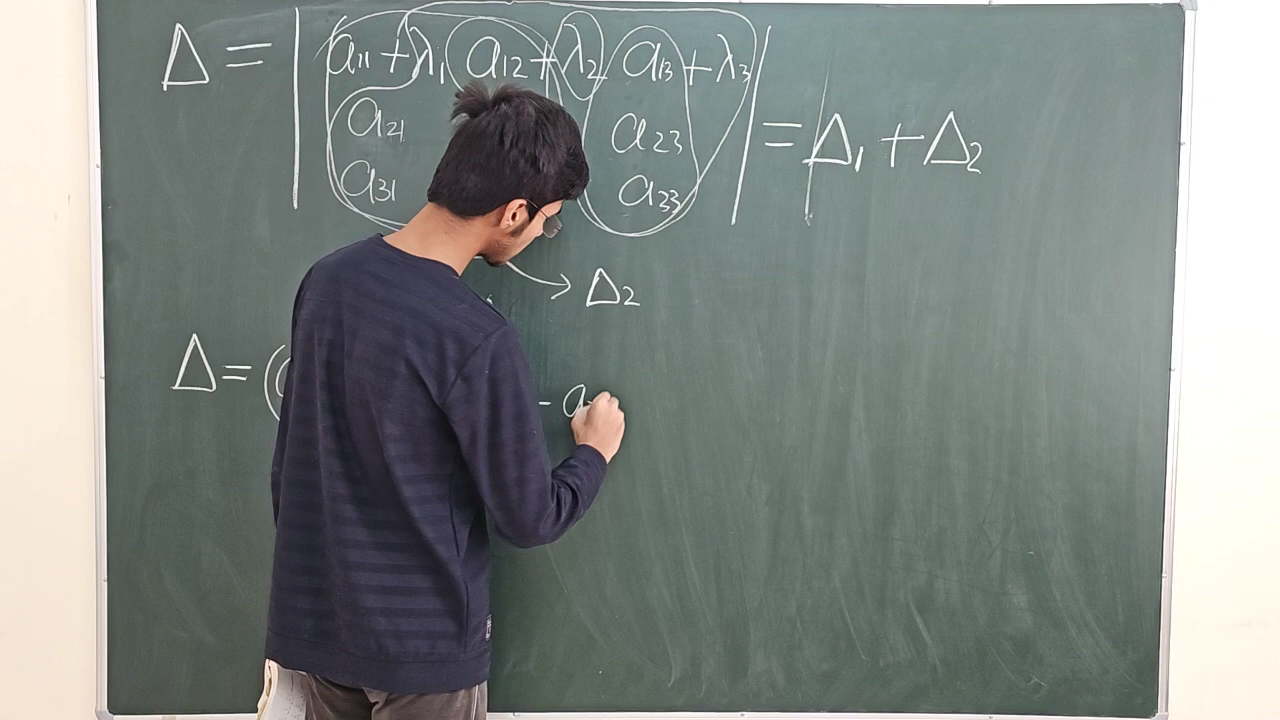 Δ = | a₁₁ + λ₁ a₁₂ + λ₂ a₁₃ + λ₃ | = Δ₁ + Δ₂
a₂₁ a₂₃
a₃₁ a₃₃
→ Δ₂
Δ = ( - a